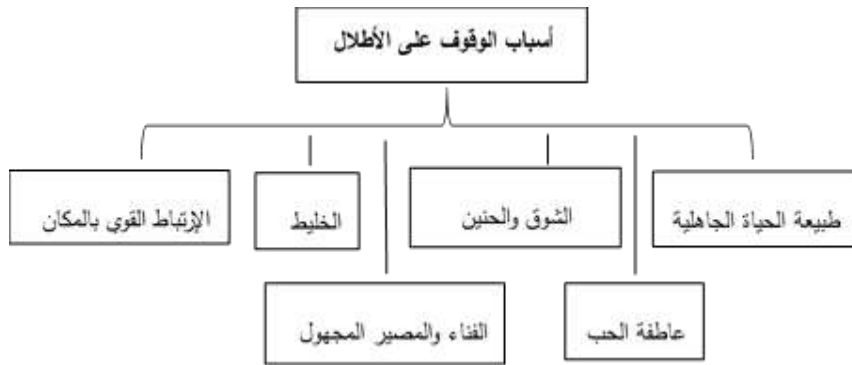 أسباب الوقوف على الأطلال
طبيعة الحياة الجاهلية
الشوق والحنين
الخليط
الإرتباط القوي بالمكان
عاطفة الحب
الفناء والمصير المجهول